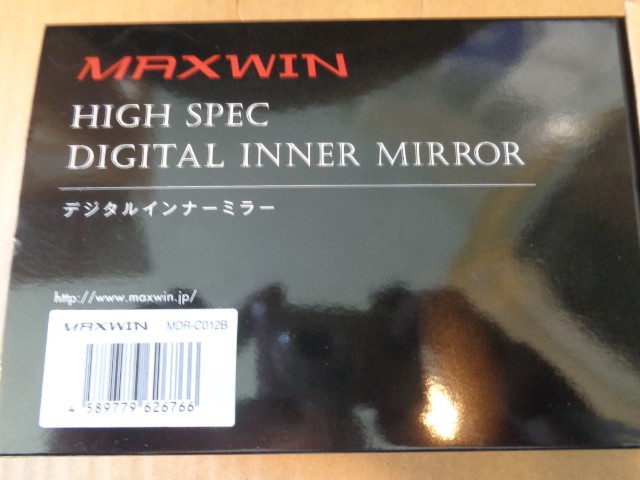 MAXWIN
HIGH SPEC
DIGITAL INNER MIRROR
デジタルインナーミラー
http://www.maxwin.jp/
MAXWIN MDR-C012B
4 589779 626766